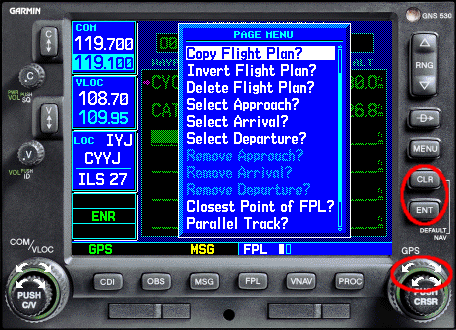 GARMIN
GNS 530
COM
119.700
119.100
VLOC
108.70
109.95
LOC IYJ
CYYJ
ILS 27
ENR
GPS
MSG
FPL
PAGE MENU
Copy Flight Plan?
Invert Flight Plan?
Delete Flight Plan?
Select Approach?
Select Arrival?
Select Departure?
Remove Approach?
Remove Arrival?
Remove Departure?
Closest Point of FPL?
Parallel Track?
C
PWR
VOL
PUSH
SQ
C
V
V
VOL
PUSH
ID
RNG
D
MENU
CLR
ENT
DEFAULT
NAV
COM/
VLOC
PUSH
C/V
CDI
OBS
MSG
FPL
VNAV
PROC
GPS
PUSH
CRSR